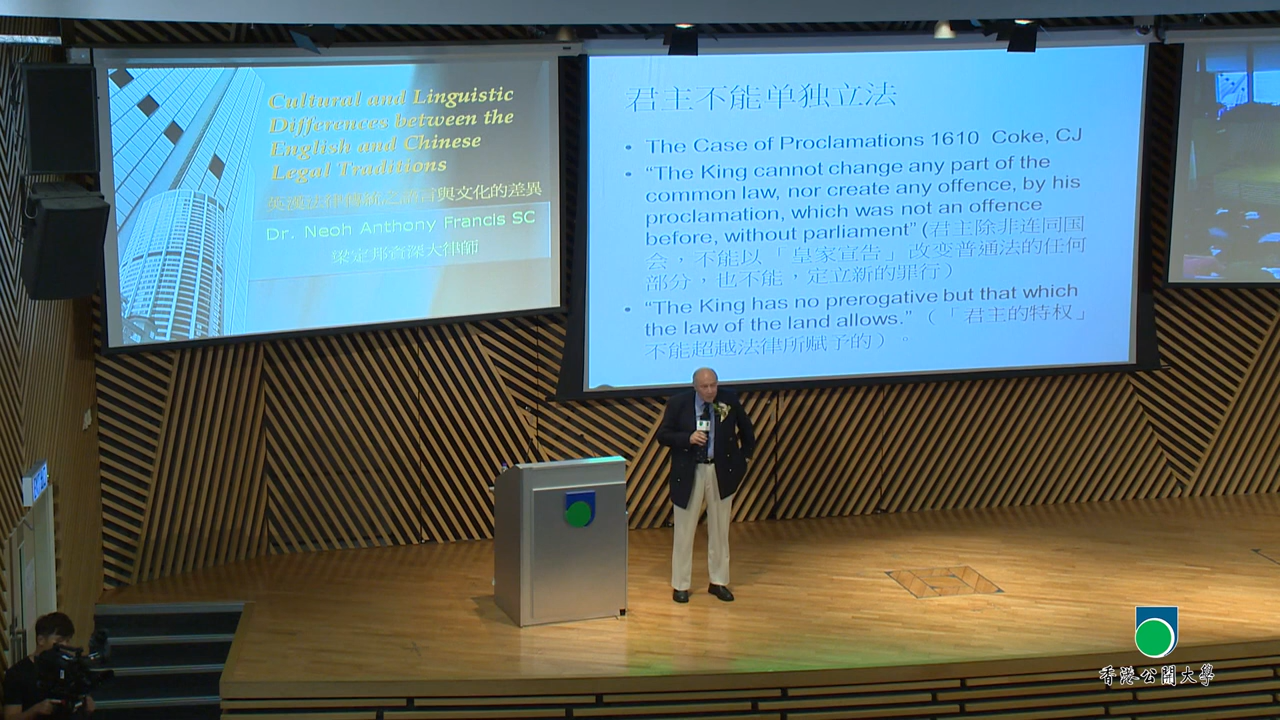 Cultural and Linguistic
Differences between the
English and Chinese
Legal Traditions
英漢法律傳統之語言與文化的差異
Dr. Neoh Anthony Francis SC
梁定邦資深大律師
君主不能单独立法
• The Case of Proclamations 1610 Coke, CJ
• “The King cannot change any part of the
common law, nor create any offence, by his
proclamation, which was not an offence
before, without parliament” (君主除非连同国
会，不能以「皇家宣告」改变普通法的任何
部分，也不能，定立新的罪行）
• “The King has no prerogative but that which
the law of the land allows.” （「君主的特权」
不能超越法律所赋予的）。
香港公開大學